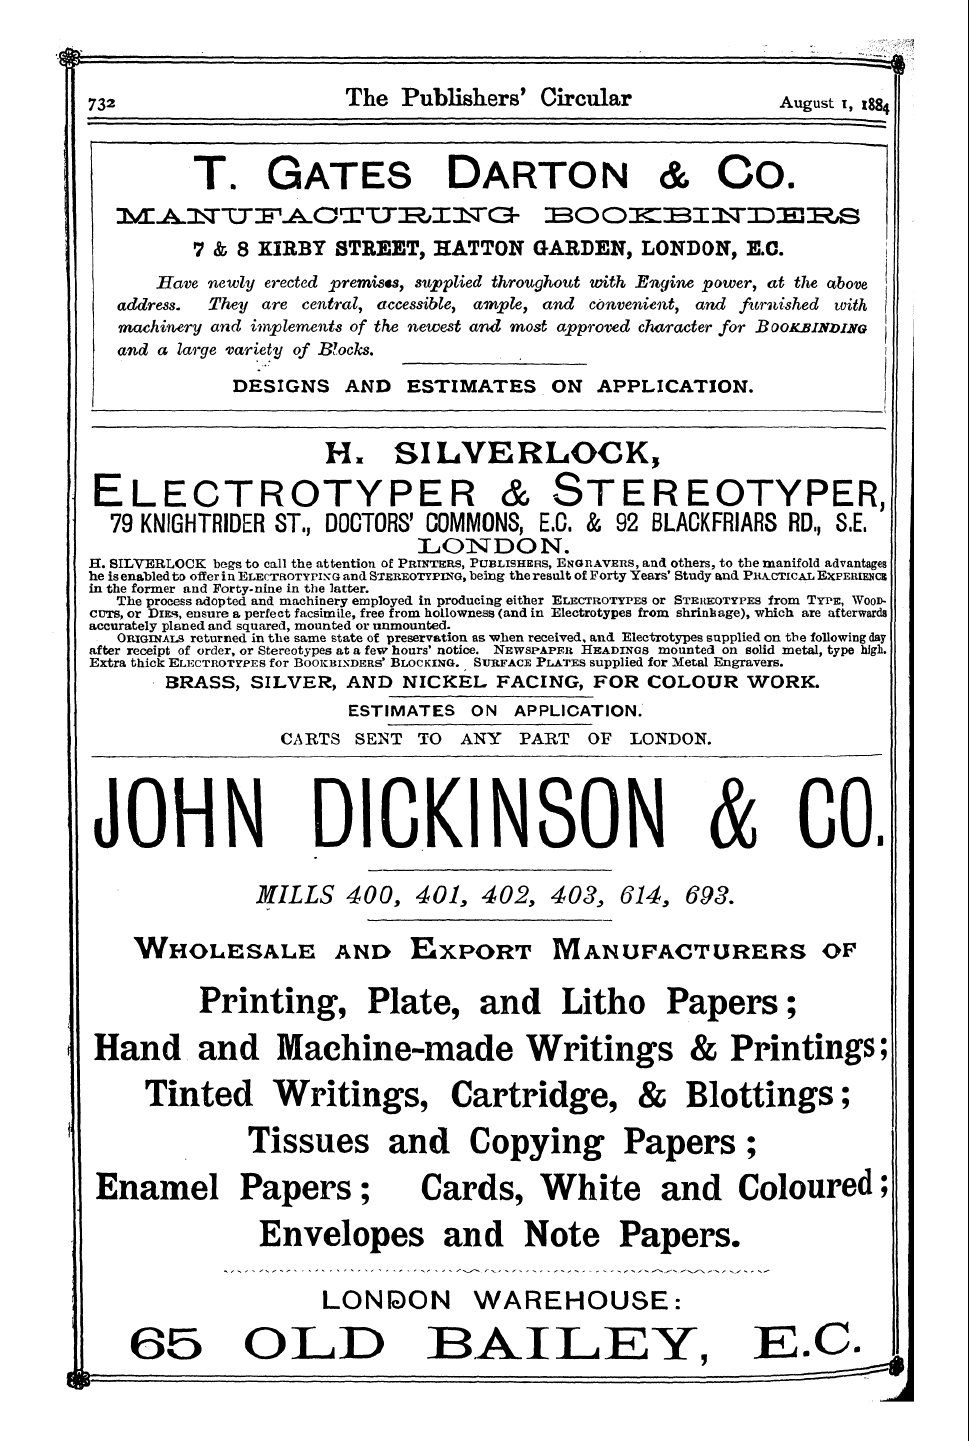 732 The Publishers' Circular August 1, 1884
T. GATES DARTON & CO.
MANUFACTURING BOOKBINDERS
7 & 8 KIRBY STREET, HATTON GARDEN, LONDON, E.C.
Have newly erected premises, supplied throughout with Engine power, at the above
address. They are central, accessible, ample, and convenient, and furnished with
machinery and implements of the newest and most approved character for BOOKBINDING
and a large variety of Blocks.
DESIGNS AND ESTIMATES ON APPLICATION.
H. SILVERLOCK,
ELECTROTYPER & STEREOTYPER,
79 KNIGHTRIDER ST., DOCTORS' COMMONS, E.C. & 92 BLACKFRIARS RD., S.E.
LONDON.
H. SILVERLOCK begs to call the attention of PRINTERS, PUBLISHERS, ENGRAVERS, and others, to the manifold advantages
he is enabled to offer in ELECTROTYPING and STEREOTYPING, being the result of Forty Years' Study and PRACTICAL EXPERIENCE
in the former and Forty-nine in the latter.
The process adopted and machinery employed in producing either ELECTROTYPES or STEREOTYPES from TYPE, WOOD-
CUTS, or DIES, ensure a perfect facsimile, free from hollowness (and in Electrotypes from shrinkage), which are afterwards
accurately planed and squared, mounted or unmounted.
ORIGINALS returned in the same state of preservation as when received, and Electrotypes supplied on the following day
after receipt of order, or Stereotypes at a few hours' notice. NEWSPAPER HEADINGS mounted on solid metal, type high.
Extra thick ELECTROTYPES for BOOKBINDERS' BLOCKING. SURFACE PLATES supplied for Metal Engravers.
BRASS, SILVER, AND NICKEL FACING, FOR COLOUR WORK.
ESTIMATES ON APPLICATION.
CARTS SENT TO ANY PART OF LONDON.
JOHN DICKINSON & CO.
MILLS 400, 401, 402, 403, 614, 693.
WHOLESALE AND EXPORT MANUFACTURERS OF
Printing, Plate, and Litho Papers;
Hand and Machine-made Writings & Printings;
Tinted Writings, Cartridge, & Blottings;
Tissues and Copying Papers;
Enamel Papers; Cards, White and Coloured;
Envelopes and Note Papers.
LONDON WAREHOUSE:
65 OLD BAILEY, E.C.